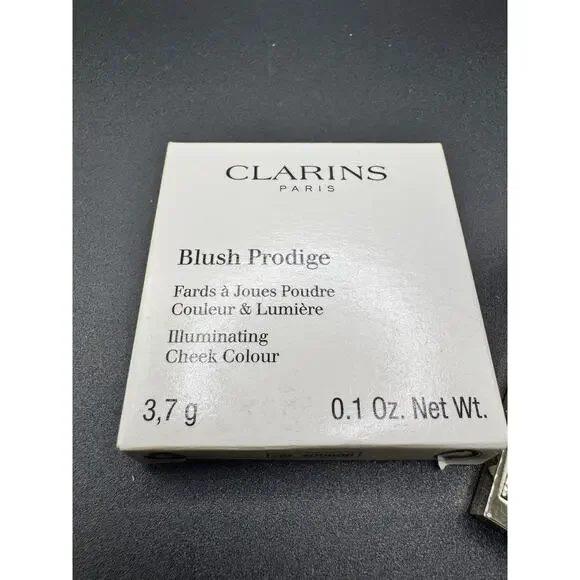 CLARINS
PARIS
Blush Prodige
Fards à Joues Poudre
Couleur & Lumière
Illuminating
Cheek Colour
3,7 g 0.1 Oz. Net Wt.